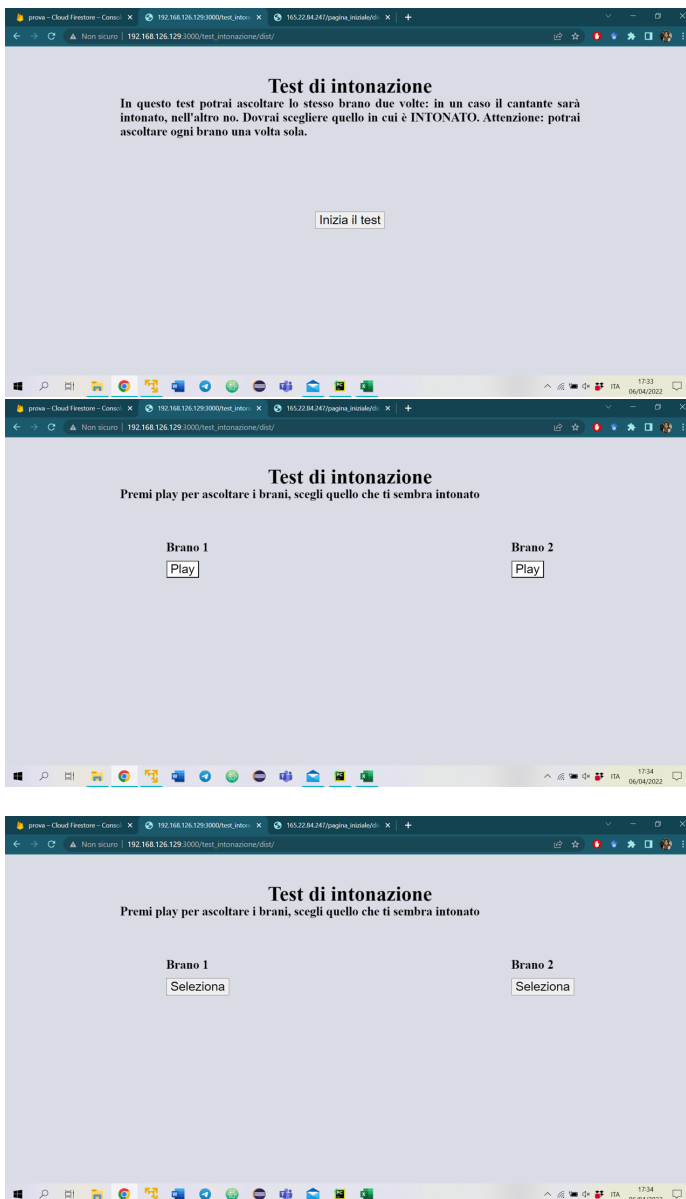 prova – Cloud Firestore – Consol
192.168.126.129:3000/test_inton
165.22.84.247/pagina_iniziale/di
Non sicuro | 192.168.126.129:3000/test_intonazione/dist/
Test di intonazione
In questo test potrai ascoltare lo stesso brano due volte: in un caso il cantante sarà
intonato, nell'altro no. Dovrai scegliere quello in cui è INTONATO. Attenzione: potrai
ascoltare ogni brano una volta sola.
Inizia il test
ITA
17:33
06/04/2022
prova – Cloud Firestore – Consol
192.168.126.129:3000/test_inton
165.22.84.247/pagina_iniziale/di
Non sicuro | 192.168.126.129:3000/test_intonazione/dist/
Test di intonazione
Premi play per ascoltare i brani, scegli quello che ti sembra intonato
Brano 1
Brano 2
Play
Play
ITA
17:34
06/04/2022
prova – Cloud Firestore – Consol
192.168.126.129:3000/test_inton
165.22.84.247/pagina_iniziale/di
Non sicuro | 192.168.126.129:3000/test_intonazione/dist/
Test di intonazione
Premi play per ascoltare i brani, scegli quello che ti sembra intonato
Brano 1
Brano 2
Seleziona
Seleziona
ITA
17:34